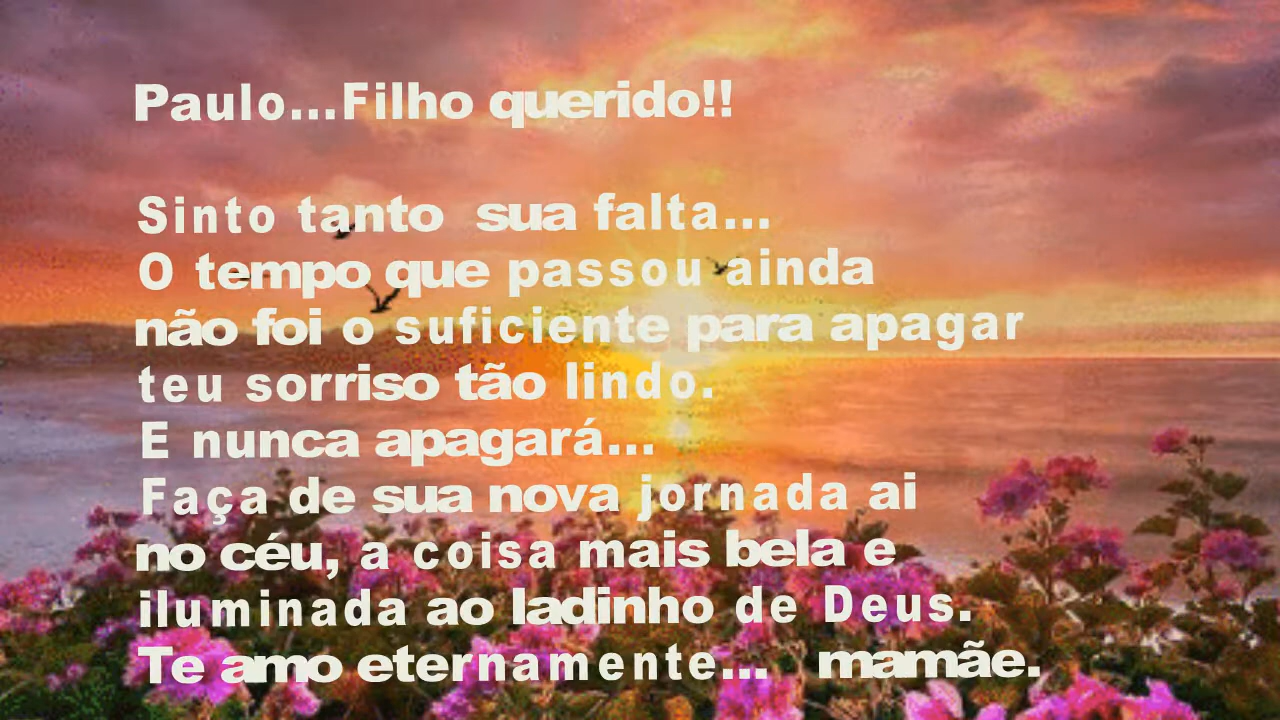 Paulo...Filho querido!!
Sinto tanto sua falta...
O tempo que passou ainda
não foi o suficiente para apagar
teu sorriso tão lindo.
E nunca apagará...
Faça de sua nova jornada ai
no céu, a coisa mais bela e
iluminada ao ladinho de Deus.
Te amo eternamente... mamãe.